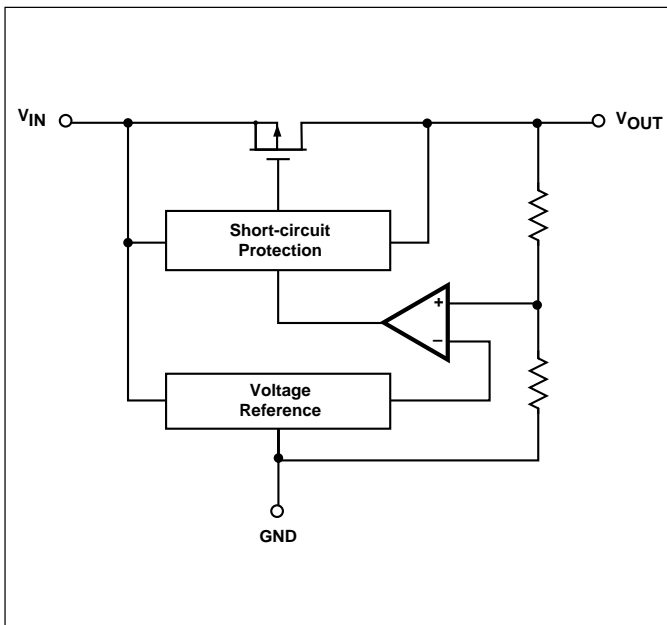 VIN
VOUT
Short-circuit
Protection
+
–
Voltage
Reference
GND